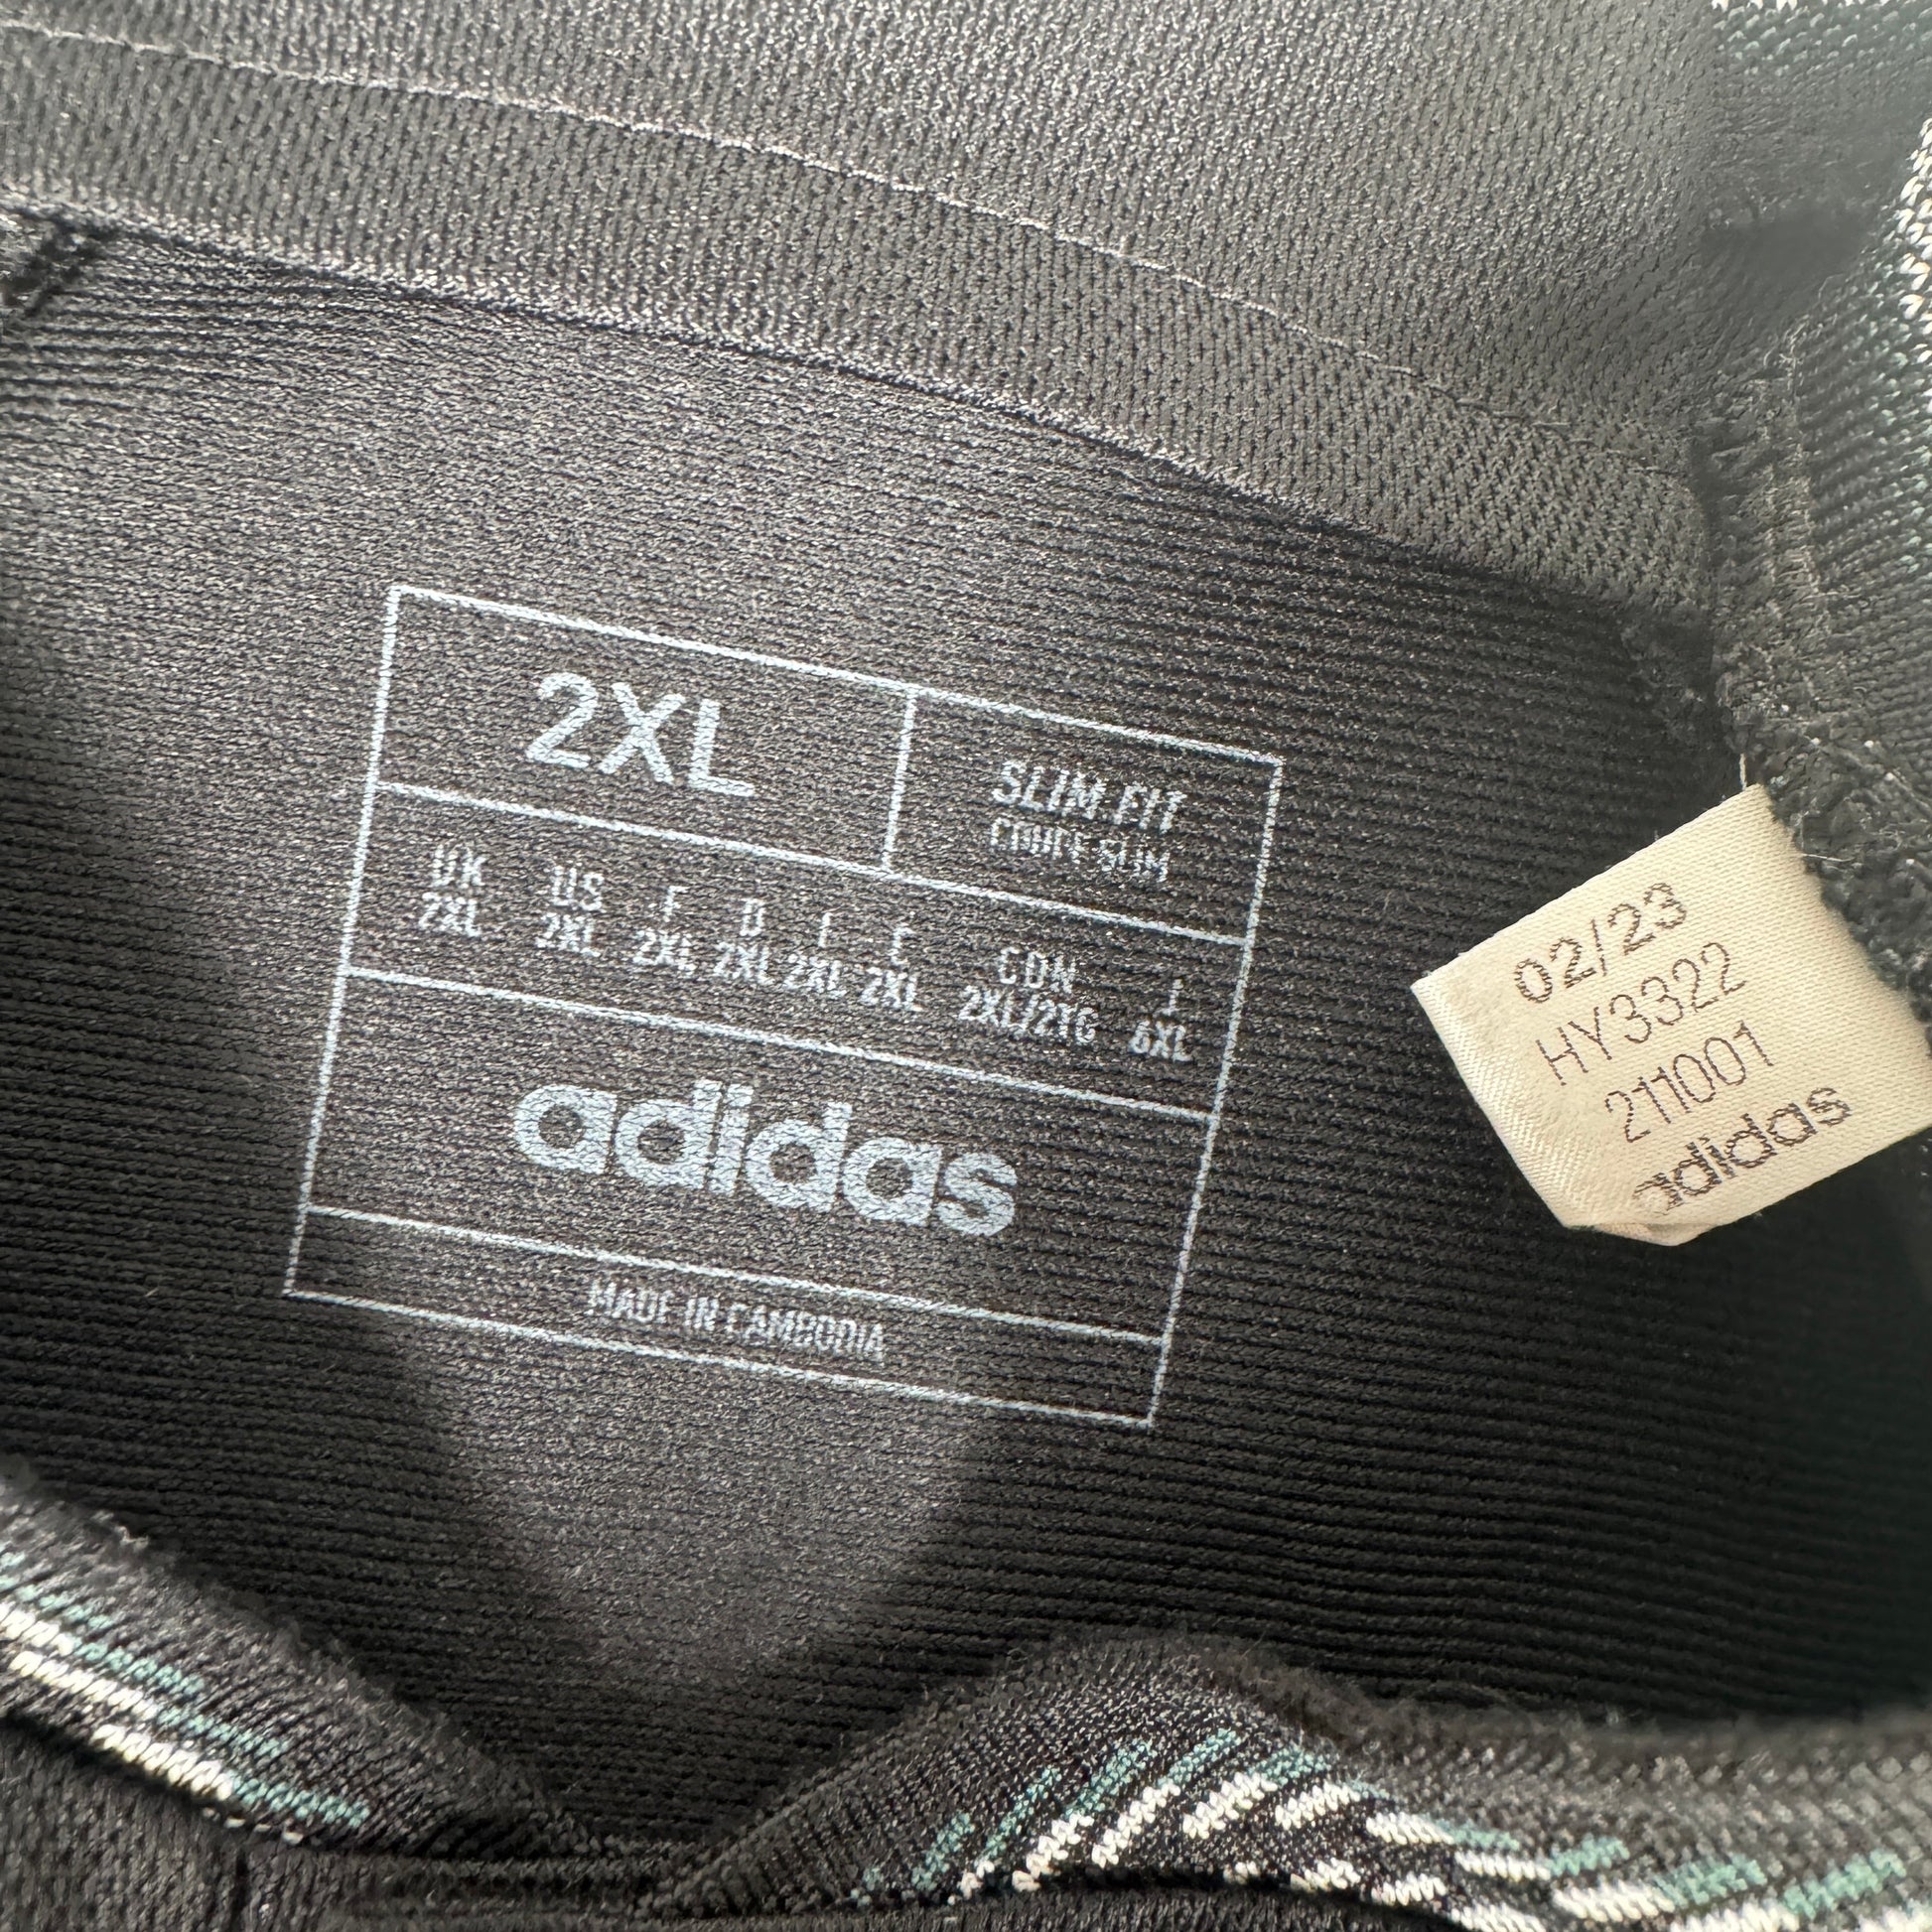 2XL
SLIM FIT
COUPE SLIM
UK US F D I E CDN J
2XL 2XL 2XL 2XL 2XL 2XL 2XL/2TG 6XL
adidas
MADE IN CAMBODIA
02/23
HY3322
211001
adidas